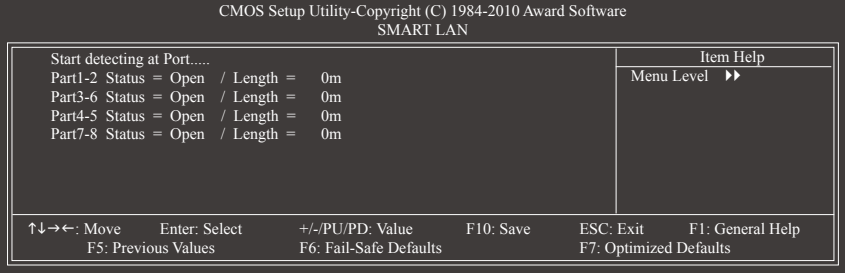 CMOS Setup Utility-Copyright (C) 1984-2010 Award Software
SMART LAN
Start detecting at Port.....
Part1-2 Status = Open / Length = 0m
Part3-6 Status = Open / Length = 0m
Part4-5 Status = Open / Length = 0m
Part7-8 Status = Open / Length = 0m
Item Help
Menu Level ▶▶
↑↓→←: Move Enter: Select +/-/PU/PD: Value F10: Save ESC: Exit F1: General Help
F5: Previous Values F6: Fail-Safe Defaults F7: Optimized Defaults